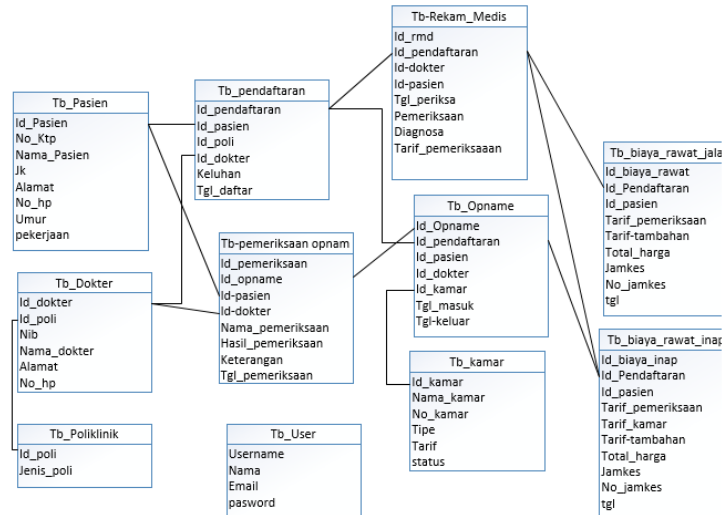 Tb_Pasien
Id_Pasien
No_Ktp
Nama_Pasien
Jk
Alamat
No_hp
Umur
pekerjaan
Tb_Dokter
Id_dokter
Id_poli
Nib
Nama_dokter
Alamat
No_hp
Tb_Poliklinik
Id_poli
Jenis_poli
Tb_pendaftaran
Id_pendaftaran
Id_pasien
Id_poli
Id_dokter
Keluhan
Tgl_daftar
Tb-pemeriksaan opnam
Id_pemeriksaan
Id_opname
Id-pasien
Id-dokter
Nama_pemeriksaan
Hasil_pemeriksaan
Keterangan
Tgl_pemeriksaan
Tb_User
Username
Nama
Email
pasword
Tb-Rekam_Medis
Id_rmd
Id_pendaftaran
Id-dokter
Id-pasien
Tgl_periksa
Pemeriksaan
Diagnosa
Tarif_pemeriksaaan
Tb_Opname
Id_Opname
Id_pendaftaran
Id_pasien
Id_dokter
Id_kamar
Tgl_masuk
Tgl-keluar
Tb_kamar
Id_kamar
Nama_kamar
No_kamar
Tipe
Tarif
status
Tb_biaya_rawat_jala
Id_biaya_rawat
Id_Pendaftaran
Id_pasien
Tarif_pemeriksaan
Tarif-tambahan
Total_harga
Jamkes
No_jamkes
tgl
Tb_biaya_rawat_inap
Id_biaya_inap
Id_Pendaftaran
Id_pasien
Tarif_pemeriksaan
Tarif_kamar
Tarif-tambahan
Total_harga
Jamkes
No_jamkes
tgl